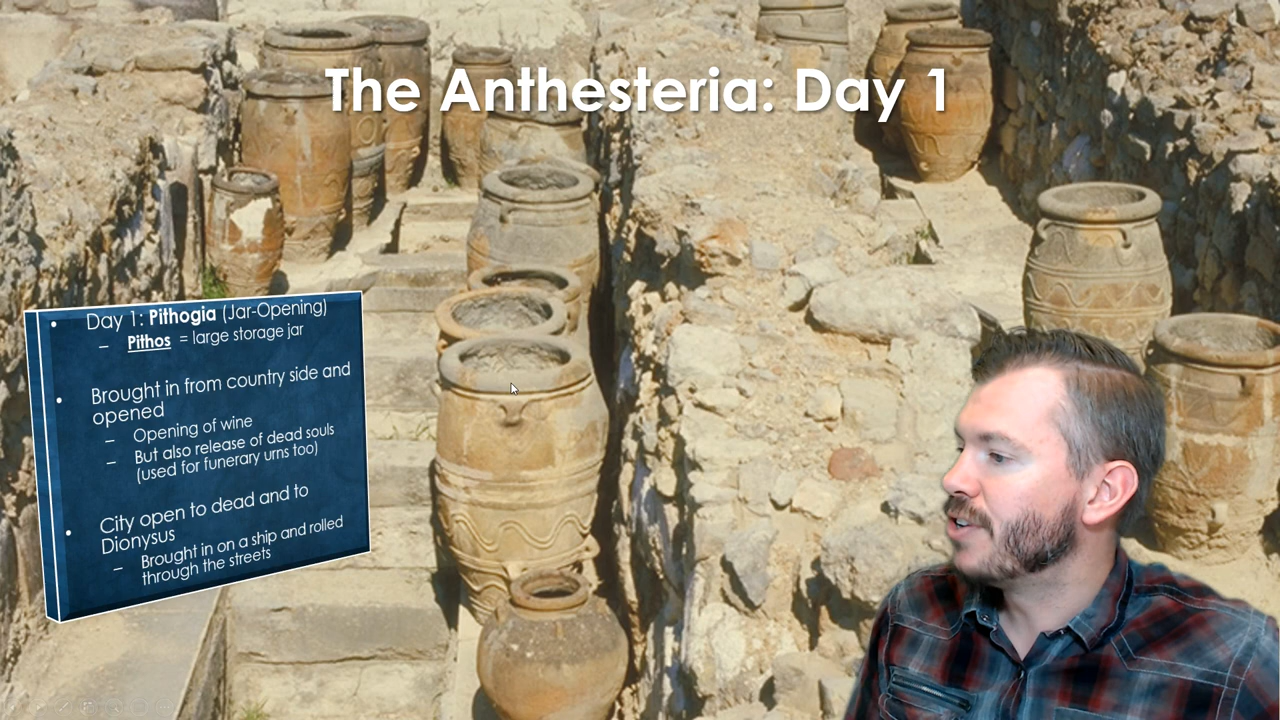 The Anthesteria: Day 1
• Day 1: Pithogia (Jar-Opening)
– Pithos = large storage jar
• Brought in from country side and
opened
– Opening of wine
– But also release of dead souls
(used for funerary urns too)
• City open to dead and to
Dionysus
– Brought in on a ship and rolled
through the streets